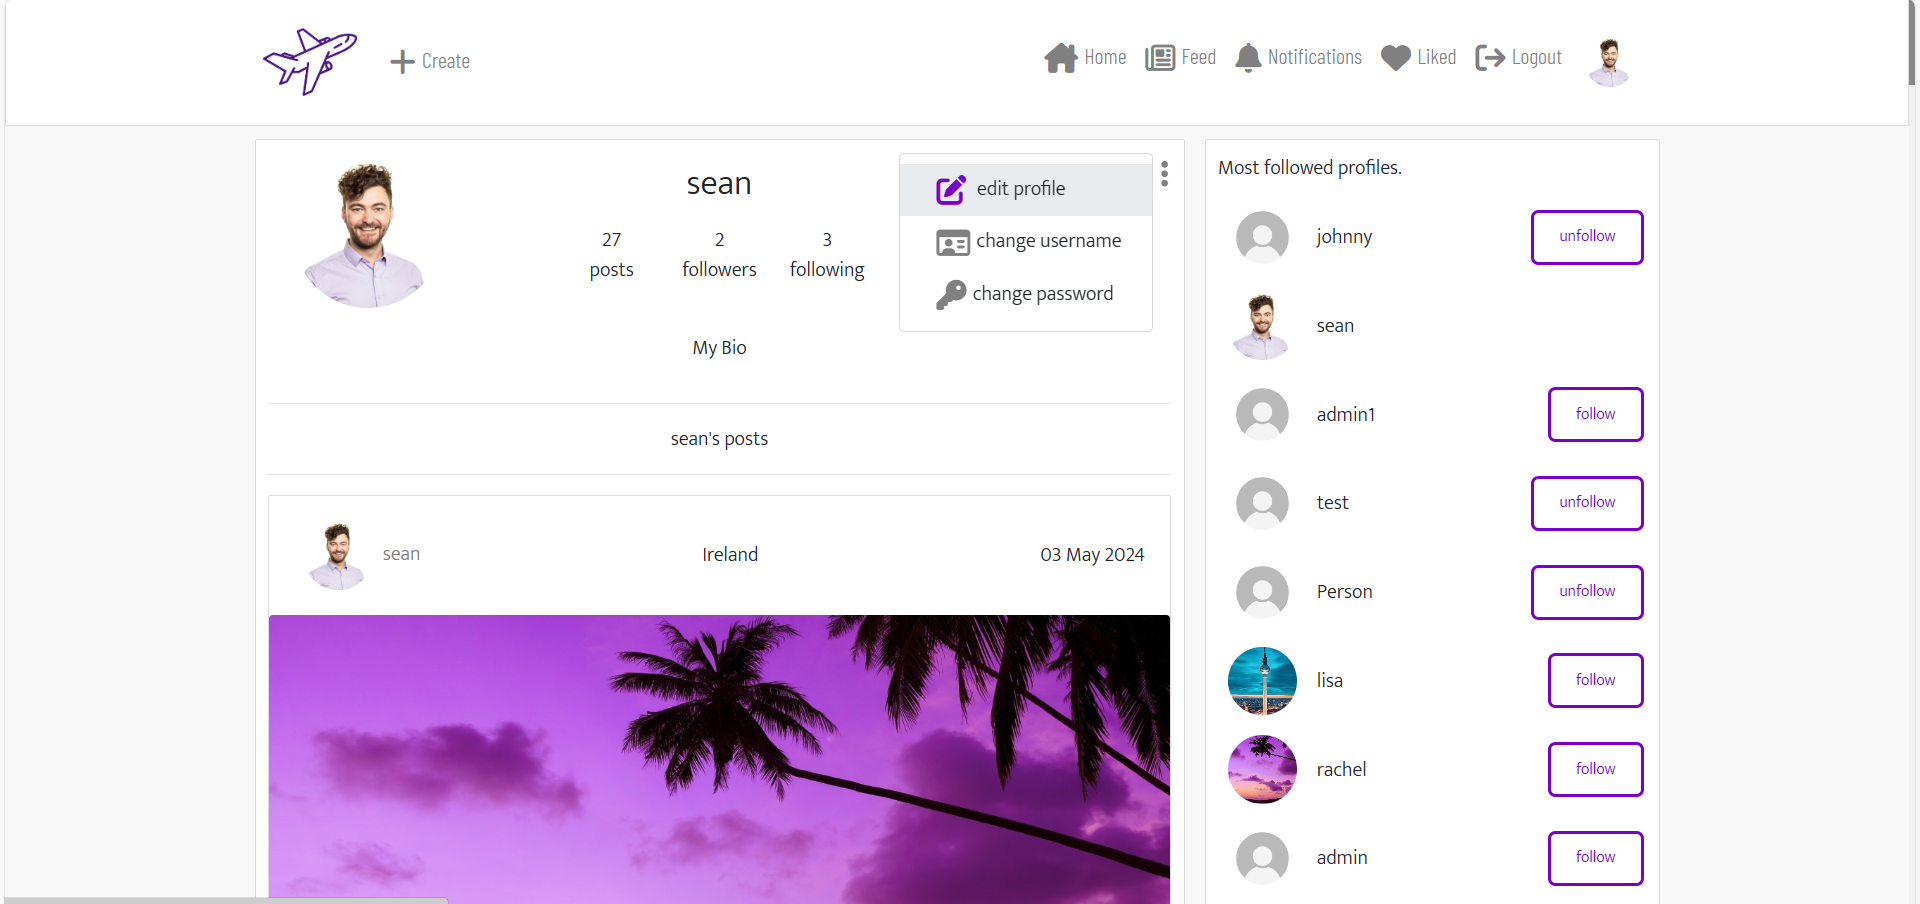 Create
Home
Feed
Notifications
Liked
Logout
sean
27
posts
2
followers
3
following
edit profile
change username
change password
My Bio
sean's posts
sean
Ireland
03 May 2024
Most followed profiles.
johnny
unfollow
sean
admin1
follow
test
unfollow
Person
unfollow
lisa
follow
rachel
follow
admin
follow